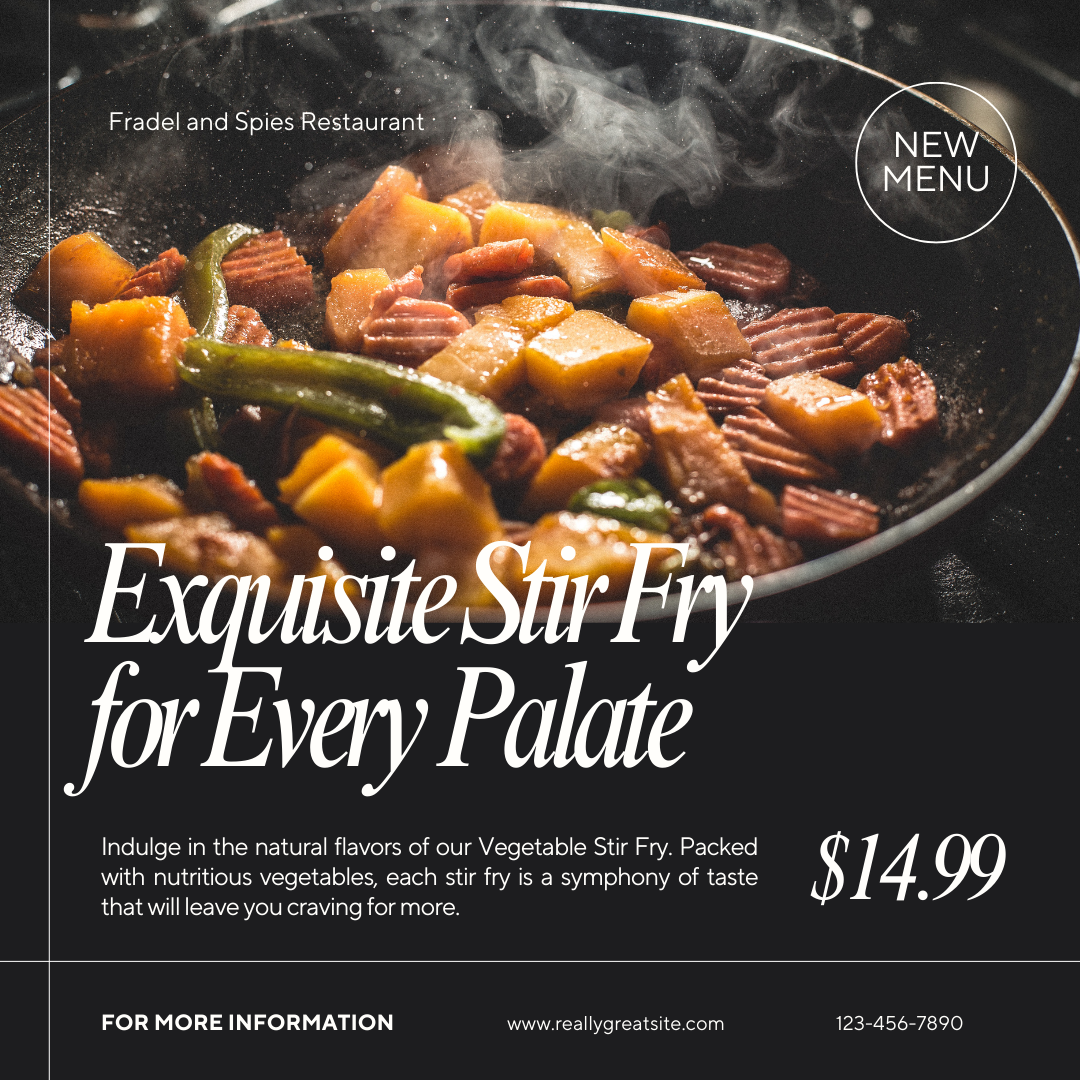 Fradel and Spies Restaurant
NEW
MENU
Exquisite Stir Fry
for Every Palate
Indulge in the natural flavors of our Vegetable Stir Fry. Packed
with nutritious vegetables, each stir fry is a symphony of taste
that will leave you craving for more.
$14.99
FOR MORE INFORMATION
www.reallygreatsite.com
123-456-7890